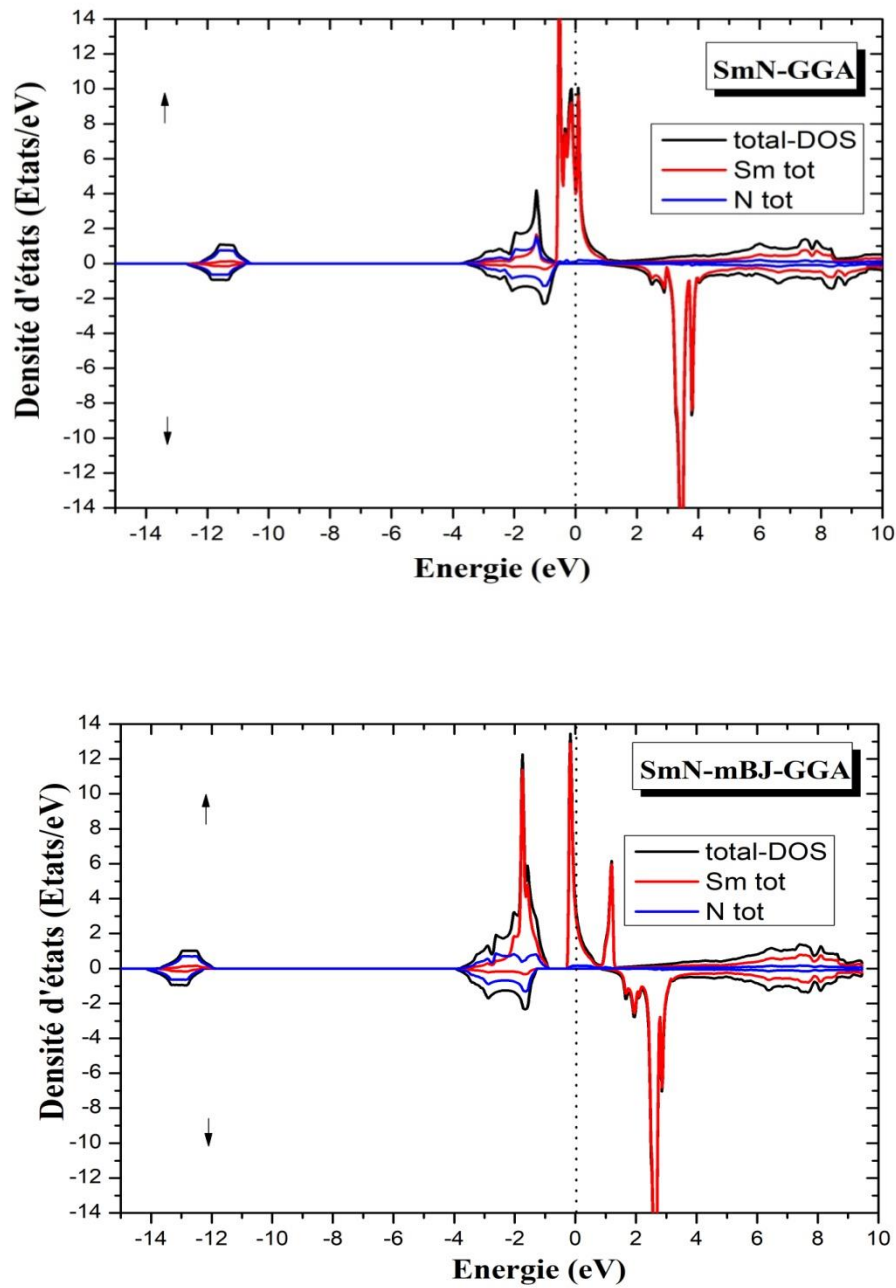 14
12
10
8
6
4
2
0
-2
-4
-6
-8
-10
-12
-14
Densité d'états (Etats/eV)
SmN-GGA
total-DOS
Sm tot
N tot
-14 -12 -10 -8 -6 -4 -2 0 2 4 6 8 10
Energie (eV)
14
12
10
8
6
4
2
0
-2
-4
-6
-8
-10
-12
-14
Densité d'états (Etats/eV)
SmN-mBJ-GGA
total-DOS
Sm tot
N tot
-14 -12 -10 -8 -6 -4 -2 0 2 4 6 8 10
Energie (eV)